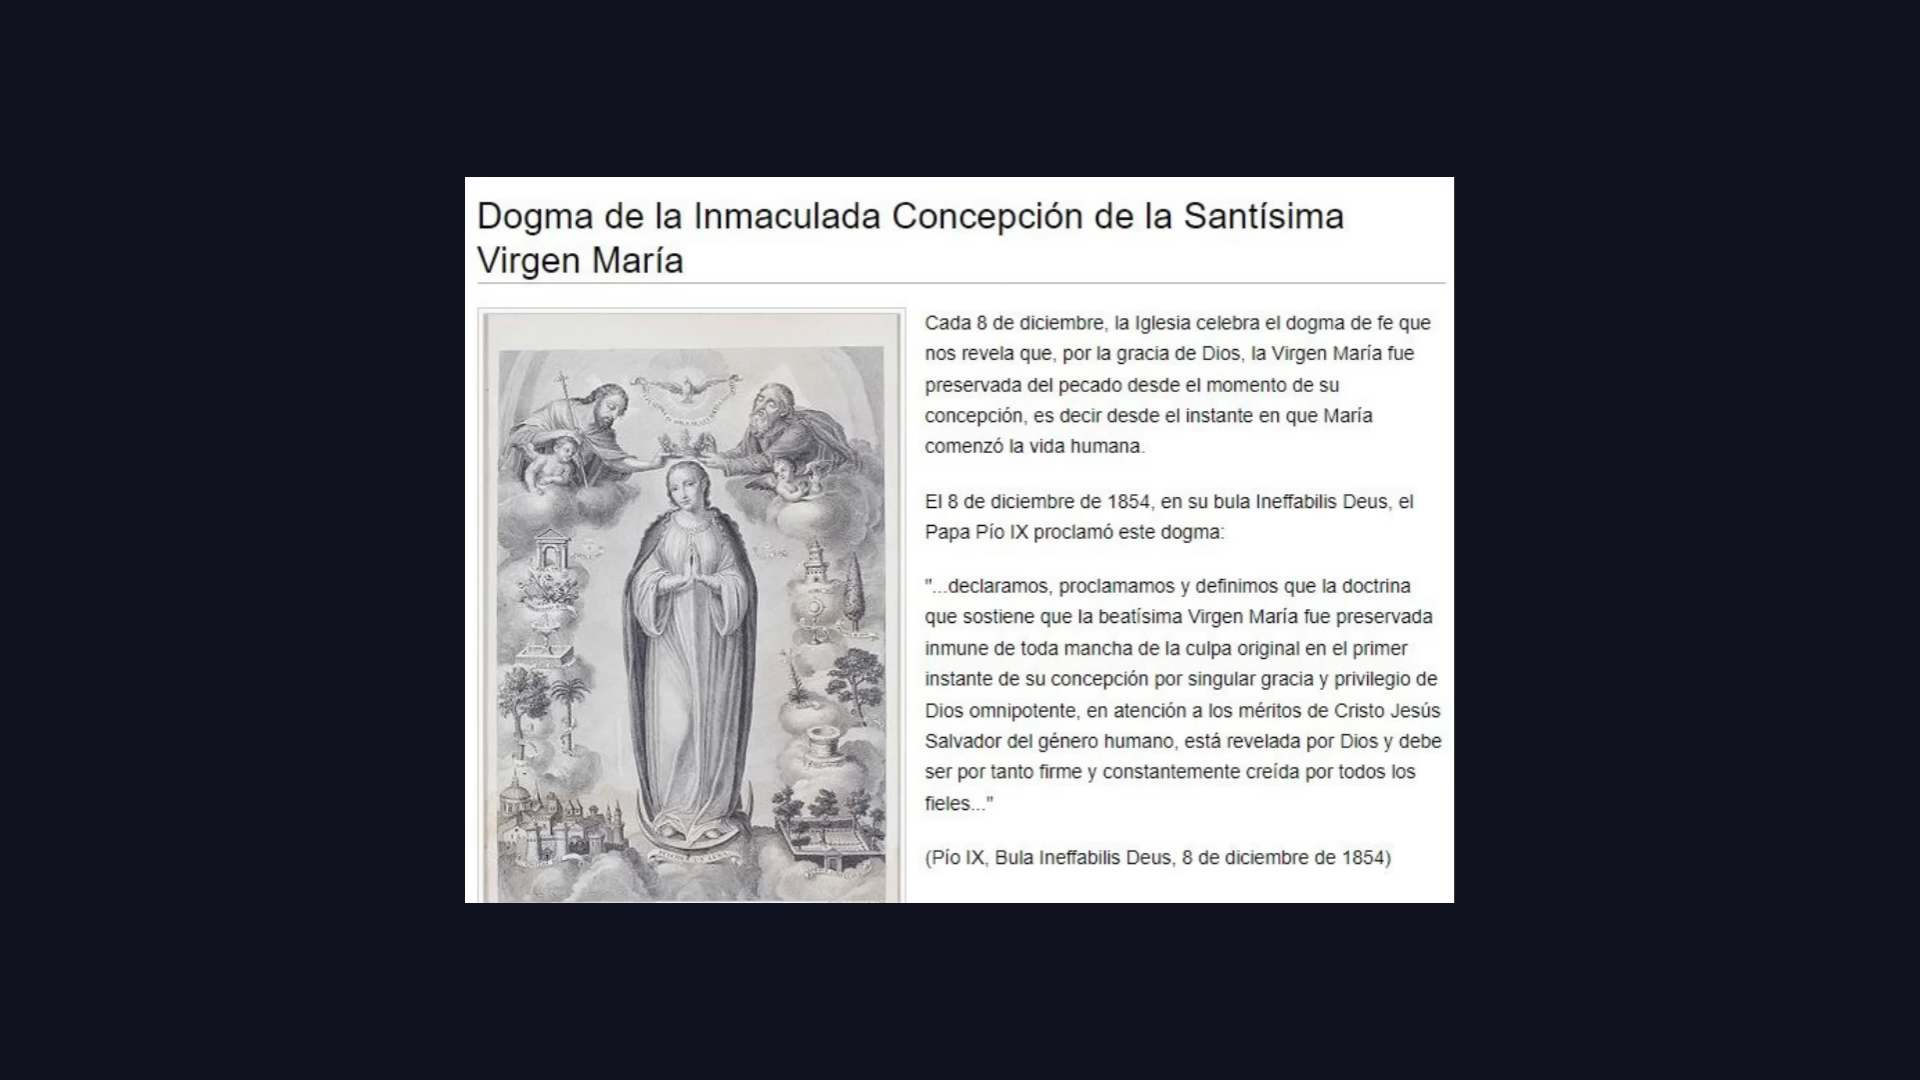 Dogma de la Inmaculada Concepción de la Santísima
Virgen María
Cada 8 de diciembre, la Iglesia celebra el dogma de fe que
nos revela que, por la gracia de Dios, la Virgen María fue
preservada del pecado desde el momento de su
concepción, es decir desde el instante en que María
comenzó la vida humana.
El 8 de diciembre de 1854, en su bula Ineffabilis Deus, el
Papa Pío IX proclamó este dogma:
"...declaramos, proclamamos y definimos que la doctrina
que sostiene que la beatísima Virgen María fue preservada
inmune de toda mancha de la culpa original en el primer
instante de su concepción por singular gracia y privilegio de
Dios omnipotente, en atención a los méritos de Cristo Jesús
Salvador del género humano, está revelada por Dios y debe
ser por tanto firme y constantemente creída por todos los
fieles..."
(Pío IX, Bula Ineffabilis Deus, 8 de diciembre de 1854)